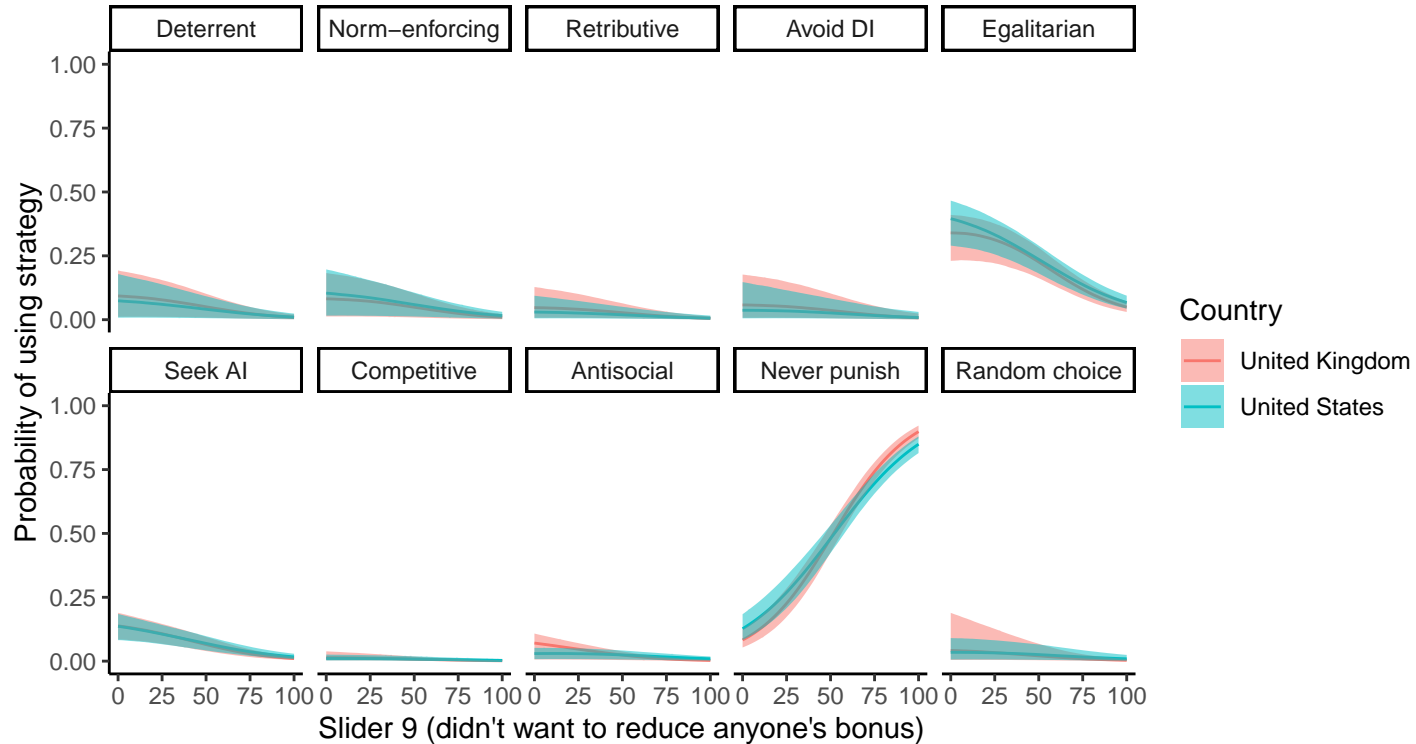 Deterrent Norm−enforcing Retributive Avoid DI Egalitarian
1.00
0.75
0.50
0.25
0.00
Seek AI Competitive Antisocial Never punish Random choice
1.00
0.75
0.50
0.25
0.00
0 25 50 75 100 0 25 50 75 100 0 25 50 75 100 0 25 50 75 100 0 25 50 75 100
Slider 9 (didn't want to reduce anyone's bonus)
Probability of using strategy
Country
United Kingdom
United States